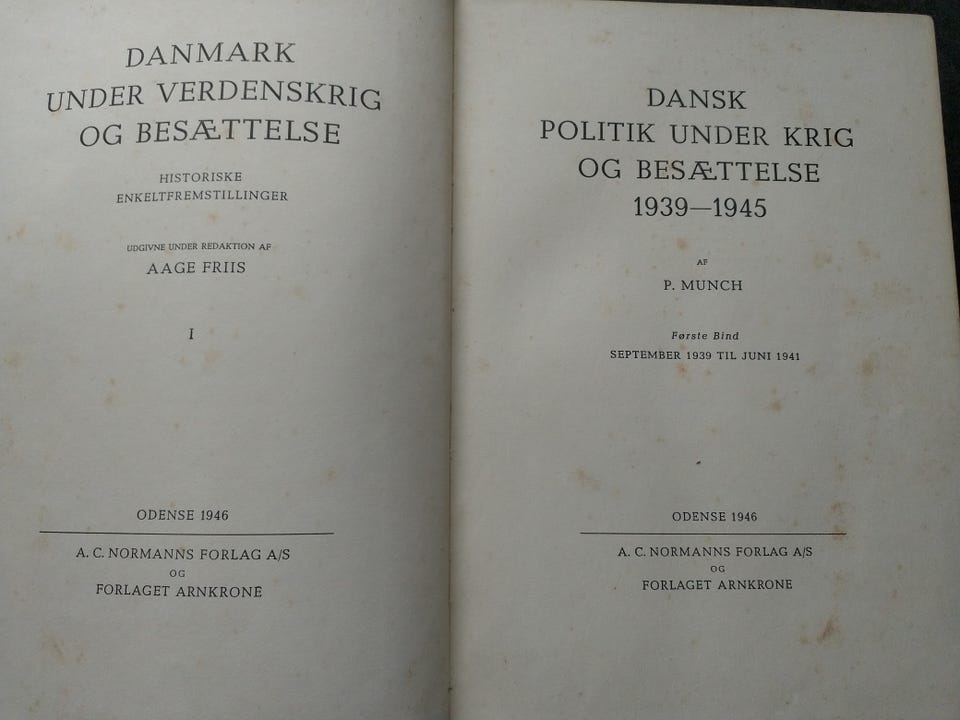 DANMARK
UNDER VERDENSKRIG
OG BESÆTTELSE
HISTORISKE
ENKELTFREMSTILLINGER
UDGIVNE UNDER REDAKTION AF
AAGE FRIIS
I
ODENSE 1946
A. C. NORMANNS FORLAG A/S
OG
FORLAGET ARNKRONE
DANSK
POLITIK UNDER KRIG
OG BESÆTTELSE
1939—1945
AF
P. MUNCH
Første Bind
SEPTEMBER 1939 TIL JUNI 1941
ODENSE 1946
A. C. NORMANNS FORLAG A/S
OG
FORLAGET ARNKRONE